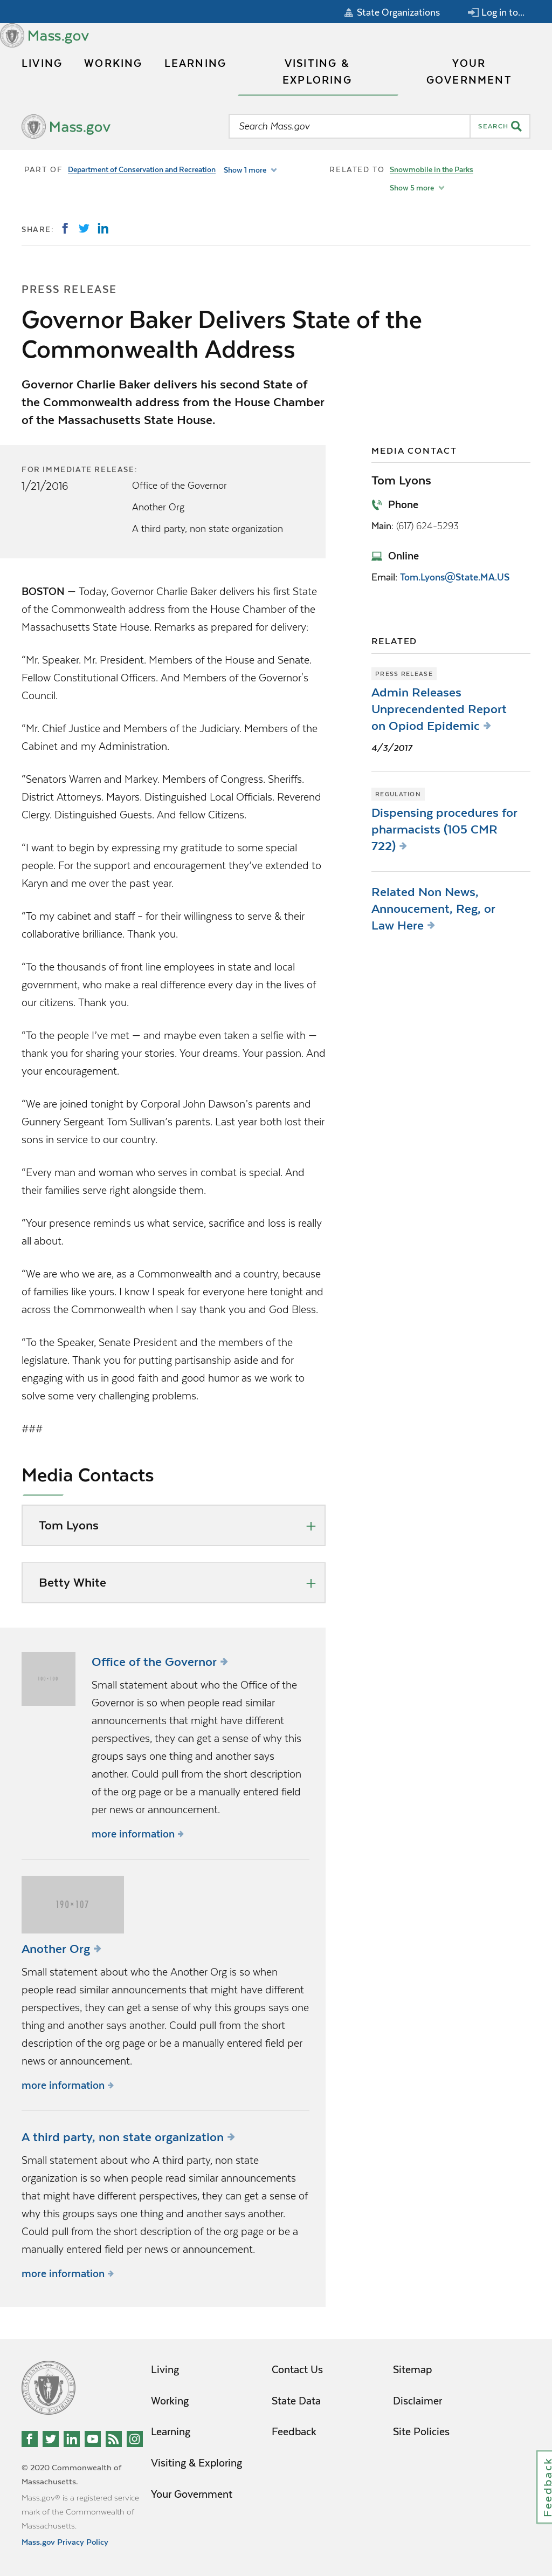 State Organizations
Log in to...
Mass.gov
LIVING
WORKING
LEARNING
VISITING &
EXPLORING
YOUR
GOVERNMENT
Mass.gov
Search Mass.gov
SEARCH
PART OF
Department of Conservation and Recreation
Show 1 more
RELATED TO
Snowmobile in the Parks
Show 5 more
SHARE:
PRESS RELEASE
Governor Baker Delivers State of the
Commonwealth Address
Governor Charlie Baker delivers his second State of
the Commonwealth address from the House Chamber
of the Massachusetts State House.
FOR IMMEDIATE RELEASE:
1/21/2016
Office of the Governor
Another Org
A third party, non state organization
BOSTON — Today, Governor Charlie Baker delivers his first State
of the Commonwealth address from the House Chamber of the
Massachusetts State House. Remarks as prepared for delivery:
“Mr. Speaker. Mr. President. Members of the House and Senate.
Fellow Constitutional Officers. And Members of the Governor's
Council.
“Mr. Chief Justice and Members of the Judiciary. Members of the
Cabinet and my Administration.
“Senators Warren and Markey. Members of Congress. Sheriffs.
District Attorneys. Mayors. Distinguished Local Officials. Reverend
Clergy. Distinguished Guests. And fellow Citizens.
“I want to begin by expressing my gratitude to some special
people. For the support and encouragement they’ve extended to
Karyn and me over the past year.
“To my cabinet and staff – for their willingness to serve & their
collaborative brilliance. Thank you.
“To the thousands of front line employees in state and local
government, who make a real difference every day in the lives of
our citizens. Thank you.
“To the people I’ve met — and maybe even taken a selfie with —
thank you for sharing your stories. Your dreams. Your passion. And
your encouragement.
“We are joined tonight by Corporal John Dawson’s parents and
Gunnery Sergeant Tom Sullivan’s parents. Last year both lost their
sons in service to our country.
“Every man and woman who serves in combat is special. And
their families serve right alongside them.
“Your presence reminds us what service, sacrifice and loss is really
all about.
“We are who we are, as a Commonwealth and a country, because
of families like yours. I know I speak for everyone here tonight and
across the Commonwealth when I say thank you and God Bless.
“To the Speaker, Senate President and the members of the
legislature. Thank you for putting partisanship aside and for
engaging with us in good faith and good humor as we work to
solve some very challenging problems.
###
MEDIA CONTACT
Tom Lyons
Phone
Main: (617) 624-5293
Online
Email: Tom.Lyons@State.MA.US
RELATED
PRESS RELEASE
Admin Releases
Unprecendented Report
on Opiod Epidemic
4/3/2017
REGULATION
Dispensing procedures for
pharmacists (105 CMR
722)
Related Non News,
Annoucement, Reg, or
Law Here
Media Contacts
Tom Lyons
Betty White
Office of the Governor
Small statement about who the Office of the
Governor is so when people read similar
announcements that might have different
perspectives, they can get a sense of why this
groups says one thing and another says
another. Could pull from the short description
of the org page or be a manually entered field
per news or announcement.
more information
190×107
Another Org
Small statement about who the Another Org is so when
people read similar announcements that might have different
perspectives, they can get a sense of why this groups says one
thing and another says another. Could pull from the short
description of the org page or be a manually entered field per
news or announcement.
more information
A third party, non state organization
Small statement about who A third party, non state
organization is so when people read similar announcements
that might have different perspectives, they can get a sense of
why this groups says one thing and another says another.
Could pull from the short description of the org page or be a
manually entered field per news or announcement.
more information
Living
Working
Learning
Visiting & Exploring
Your Government
Contact Us
State Data
Feedback
Sitemap
Disclaimer
Site Policies
© 2020 Commonwealth of
Massachusetts.
Mass.gov® is a registered service
mark of the Commonwealth of
Massachusetts.
Mass.gov Privacy Policy
Feedback